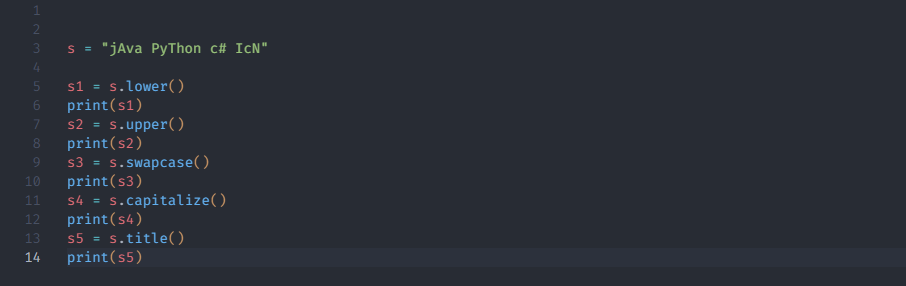 1
2
3 s = "jAva PyThon c# IcN"
4
5 s1 = s.lower()
6 print(s1)
7 s2 = s.upper()
8 print(s2)
9 s3 = s.swapcase()
10 print(s3)
11 s4 = s.capitalize()
12 print(s4)
13 s5 = s.title()
14 print(s5)